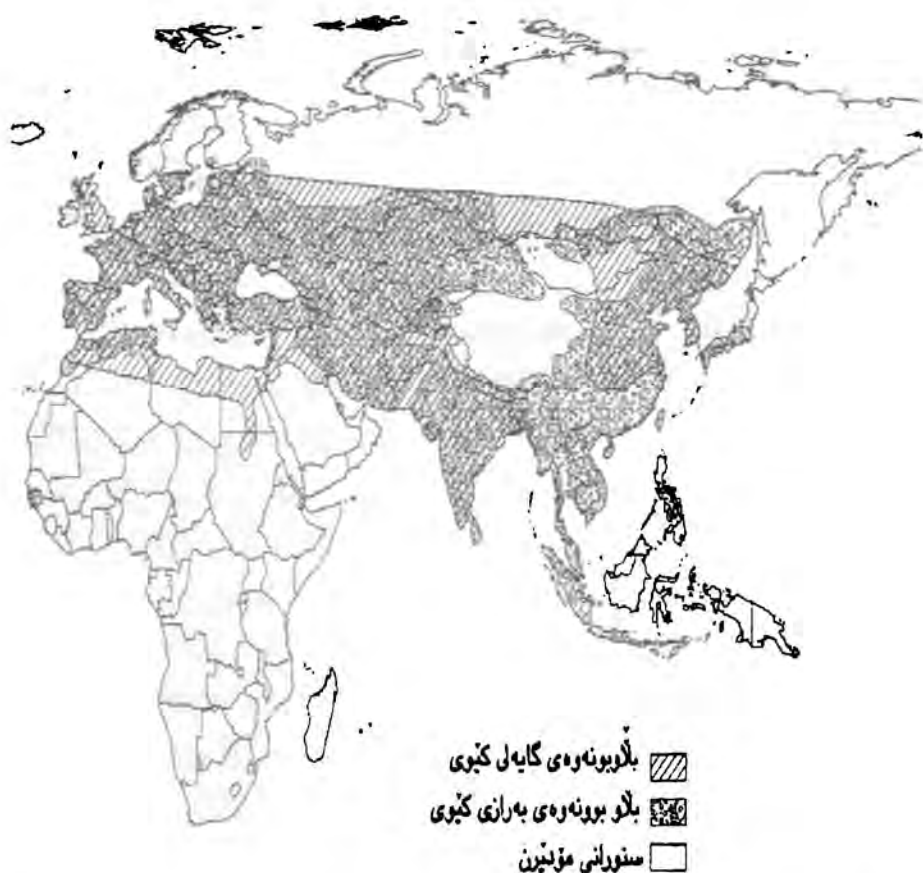 بڵاوبونەوەی گایەلی کێوی
بڵاو بوونەوەی بەرازی کێوی
سنورانی مۆدێرن